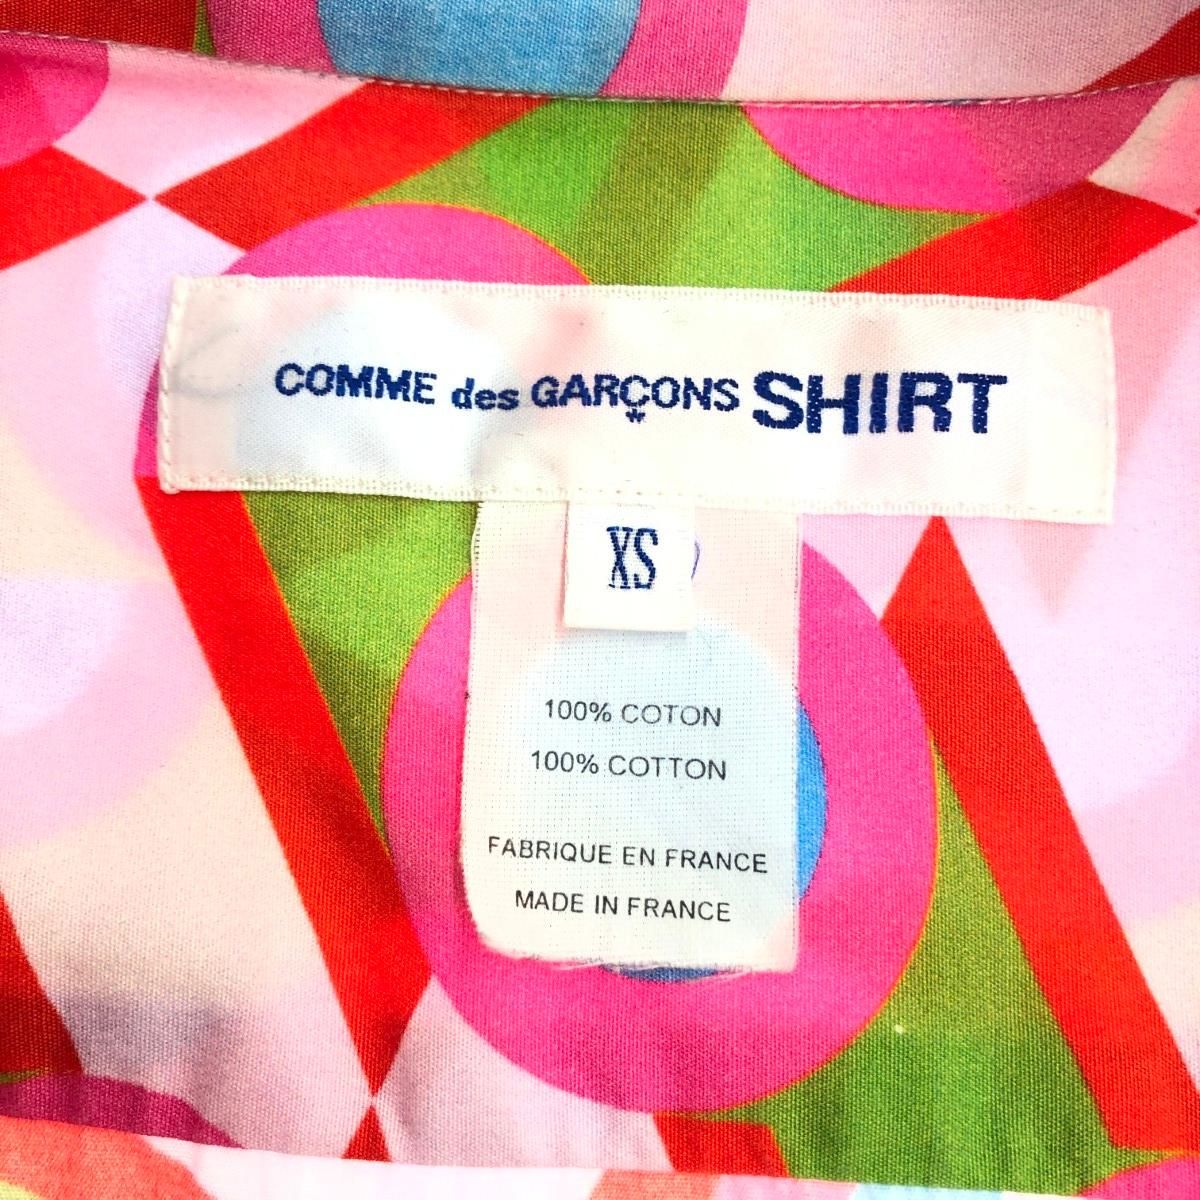 COMME des GARÇONS SHIRT
XS
100% COTON
100% COTTON
FABRIQUE EN FRANCE
MADE IN FRANCE